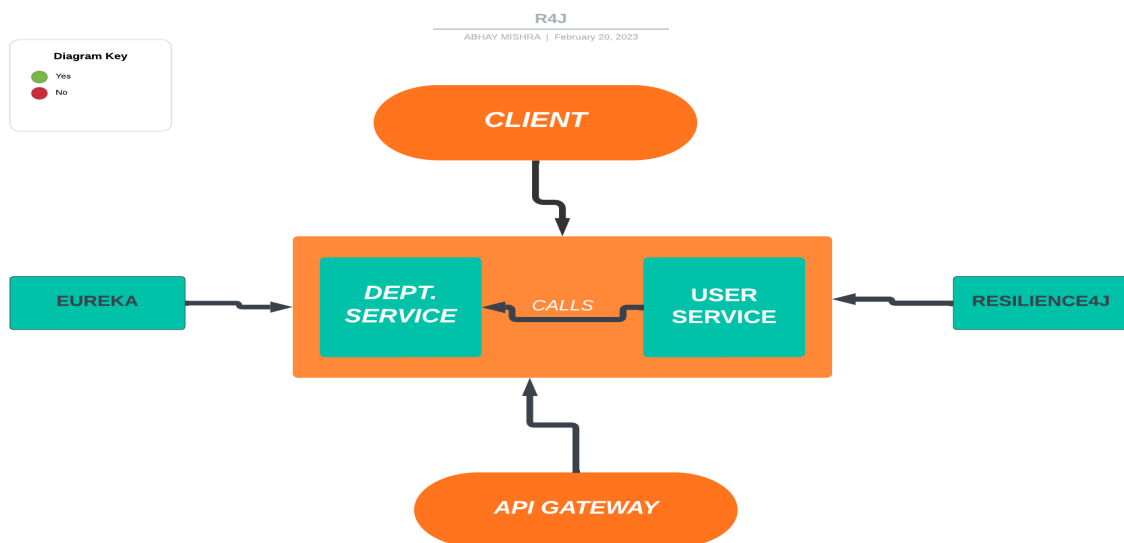 R4J
ABHAY MISHRA | February 20, 2023
Diagram Key
Yes
No
CLIENT
EUREKA
DEPT.
SERVICE
CALLS
USER
SERVICE
RESILIENCE4J
API GATEWAY